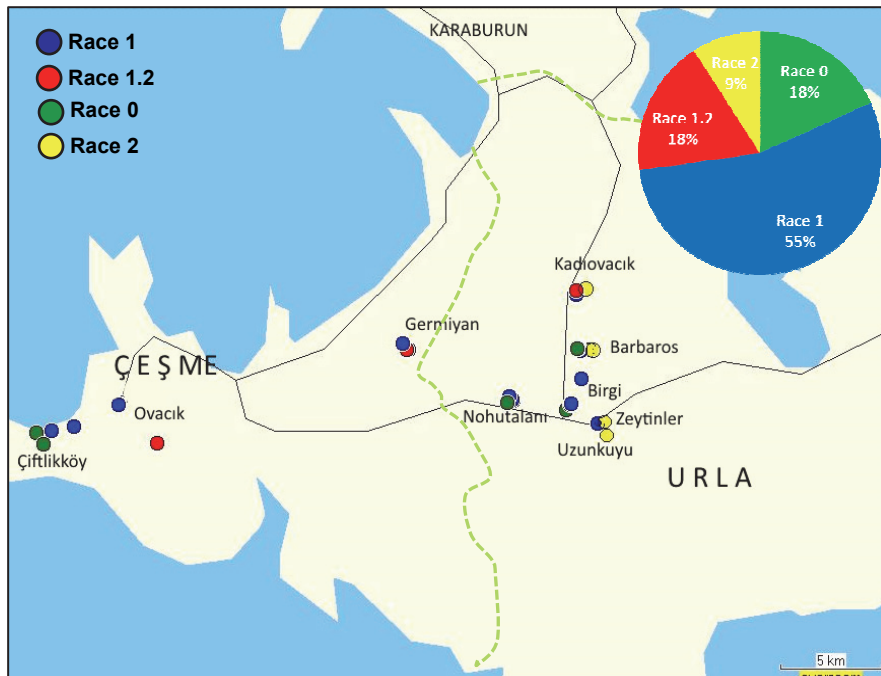 Race 1
Race 1.2
Race 0
Race 2
KARABURUN
Race 2
9%
Race 0
18%
Race 1.2
18%
Race 1
55%
Kadıovacık
Germiyan
Barbaros
ÇEŞME
Birgi
Ovacık
Nohutalanı
Zeytinler
Çiftlikköy
Uzunkuyu
URLA
5 km